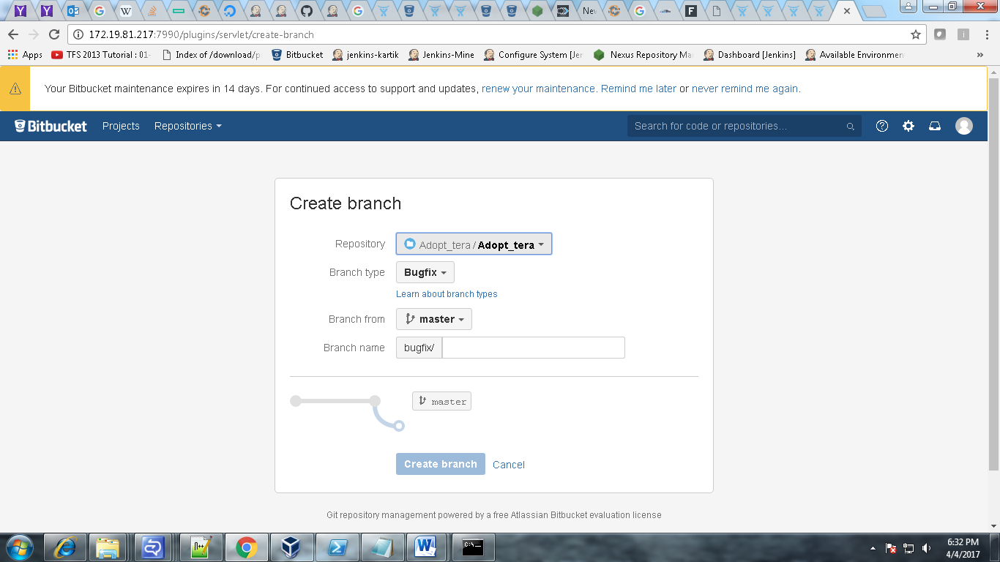 172.19.81.217:7990/plugins/servlet/create-branch
Apps TFS 2013 Tutorial : 01- Index of /download/p Bitbucket jenkins-kartik Jenkins-Mine Configure System [Jen Nexus Repository Ma Dashboard [Jenkins] Available Environmen »
Your Bitbucket maintenance expires in 14 days. For continued access to support and updates, renew your maintenance. Remind me later or never remind me again.
Bitbucket Projects Repositories Search for code or repositories...
Create branch
Repository Adopt_tera / Adopt_tera
Branch type Bugfix
Learn about branch types
Branch from master
Branch name bugfix/
master
Create branch Cancel
Git repository management powered by a free Atlassian Bitbucket evaluation license
6:32 PM
4/4/2017